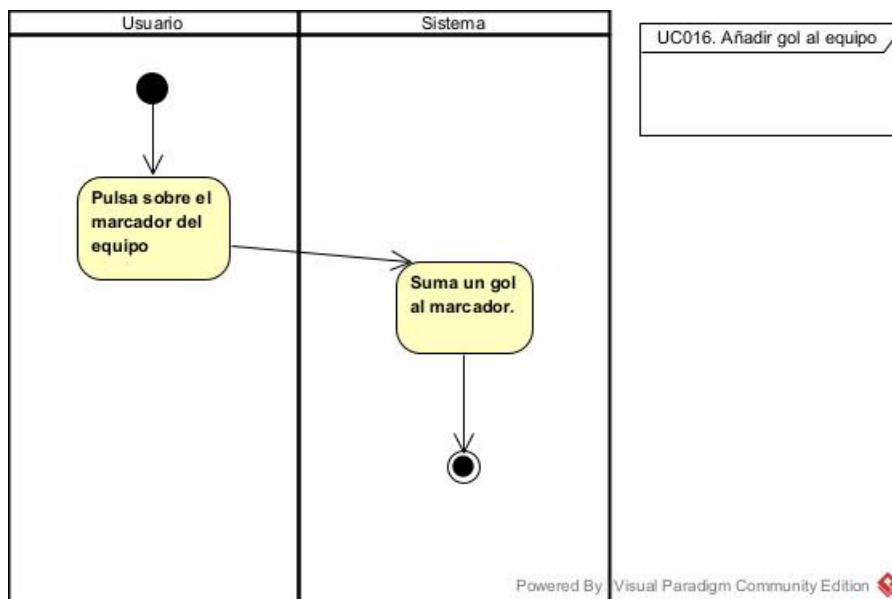 Usuario
Sistema
UC016. Añadir gol al equipo
Pulsa sobre el
marcador del
equipo
Suma un gol
al marcador.
Powered By Visual Paradigm Community Edition